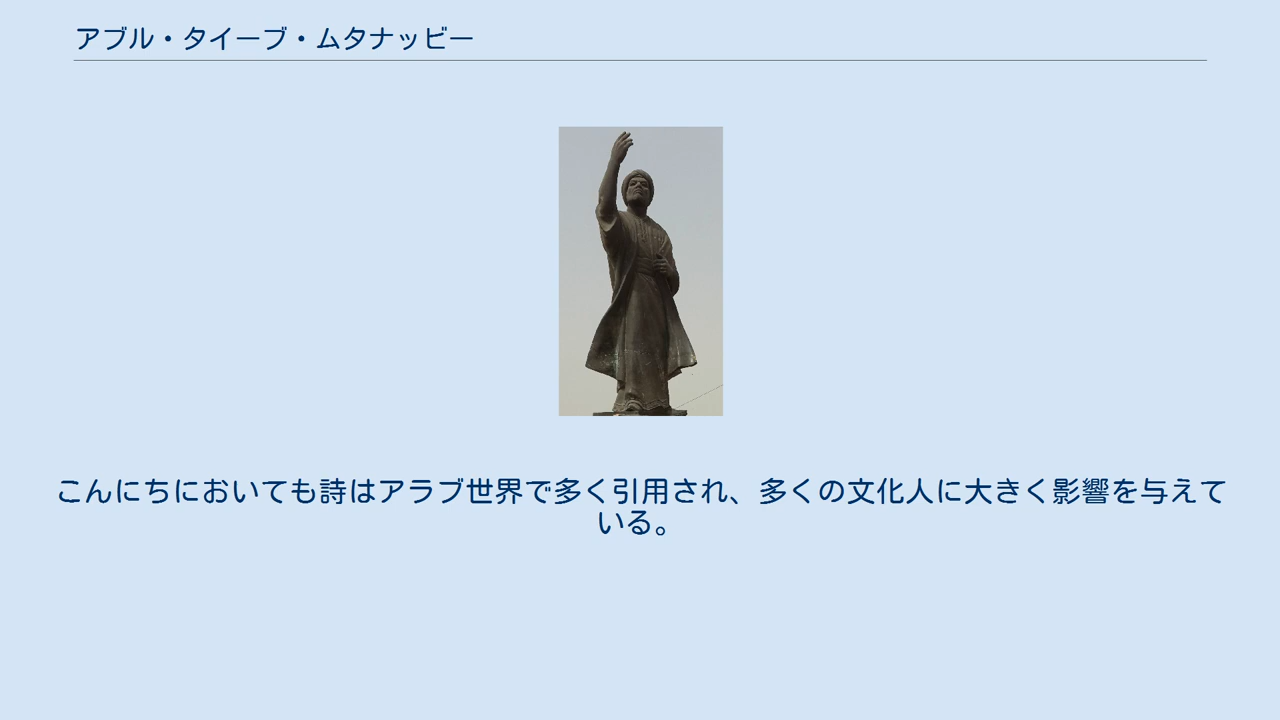 アブル・タイーブ・ムタナッビー
こんにちにおいても詩はアラブ世界で多く引用され、多くの文化人に大きく影響を与えて
いる。